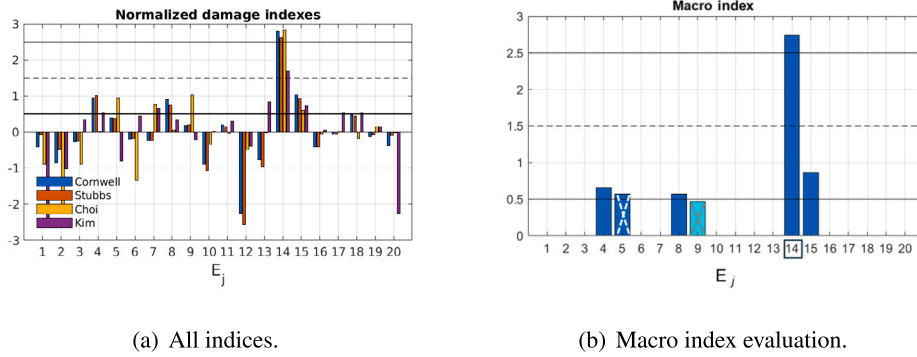 Normalized damage indexes
3
2
1
0
-1
-2
-3
Cornwell
Stubbs
Choi
Kim
1 2 3 4 5 6 7 8 9 10 11 12 13 14 15 16 17 18 19 20
E j
(a) All indices.
Macro index
3
2.5
2
1.5
1
0.5
0
1 2 3 4 5 6 7 8 9 10 11 12 13 14 15 16 17 18 19 20
E j
(b) Macro index evaluation.